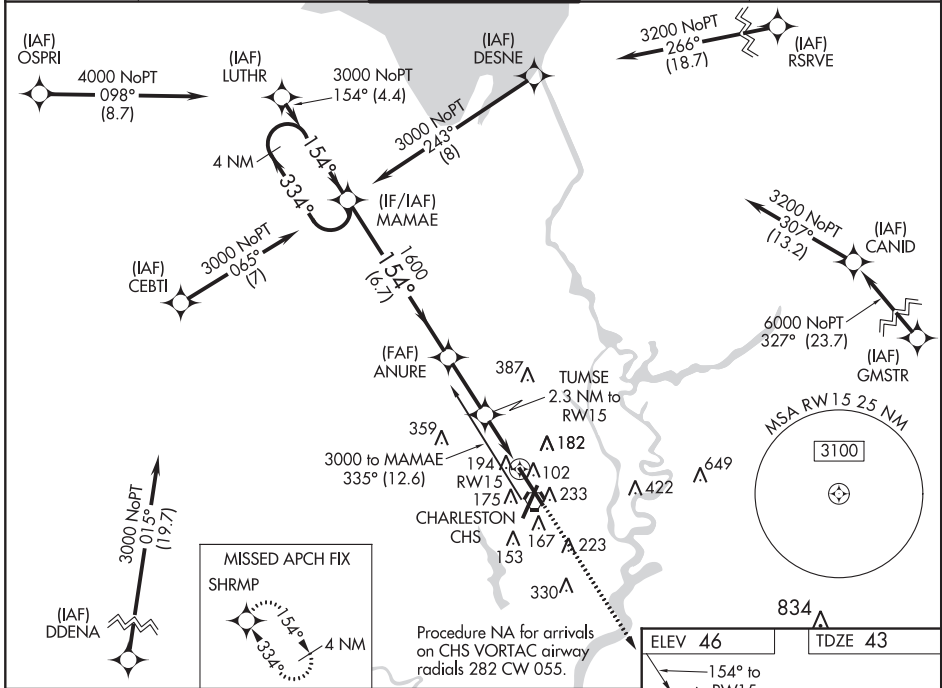 (IAF)
OSPRI
4000 NoPT
098°
(8.7)
(IAF)
LUTHR
3000 NoPT
154° (4.4)
(IAF)
DESNE
3000 NoPT
243°
(8)
3200 NoPT
266°
(18.7)
(IAF)
RSRVE
4 NM
154°
334°
(IF/IAF)
MAMAE
(IAF)
CEBTI
3000 NoPT
065°
(7)
1600
154°
(6.7)
3200 NoPT
307°
(13.2)
(IAF)
CANID
6000 NoPT
327° (23.7)
(IAF)
GMSTR
(FAF)
ANURE
387
TUMSE
2.3 NM to
RW15
359
182
3000 to MAMAE
335° (12.6)
194
RW15
102
175
233
422
649
CHARLESTON
CHS
167
153
223
330
MSA RW15 25 NM
3100
3000 NoPT
015°
(19.7)
(IAF)
DDENA
MISSED APCH FIX
SHRMP
154°
334°
4 NM
Procedure NA for arrivals
on CHS VORTAC airway
radials 282 CW 055.
834
ELEV 46
TDZE 43
154° to
RW15